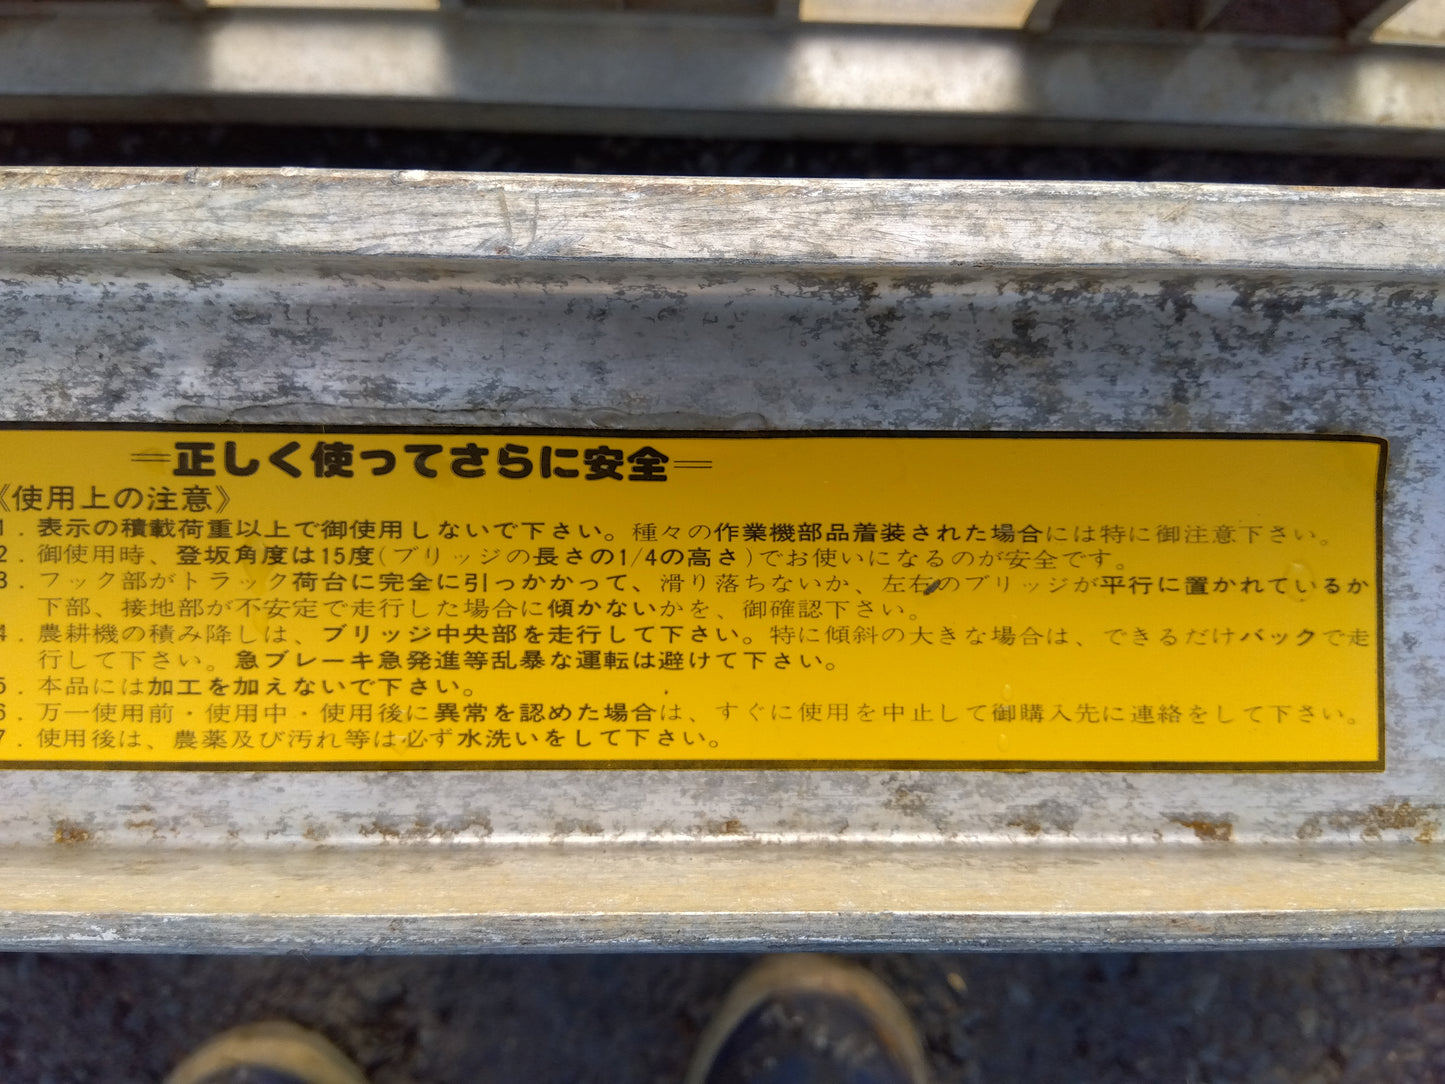 =正しく使ってさらに安全=
《使用上の注意》
1. 表示の積載荷重以上で御使用しないで下さい。種々の作業機部品着装された場合には特に御注意下さい。
2. 御使用時、登坂角度は15度(ブリッジの長さの1/4の高さ)でお使いになるのが安全です。
3. フック部がトラック荷台に完全に引っかかって、滑り落ちないか、左右のブリッジが平行に置かれているか
下部、接地部が不安定で走行した場合に傾かないかを、御確認下さい。
4. 農耕機の積み降しは、ブリッジ中央部を走行して下さい。特に傾斜の大きな場合は、できるだけバックで走
行して下さい。急ブレーキ急発進等乱暴な運転は避けて下さい。
5. 本品には加工を加えないで下さい。
6. 万一使用前・使用中・使用後に異常を認めた場合は、すぐに使用を中止して御購入先に連絡をして下さい。
7. 使用後は、農薬及び汚れ等は必ず水洗いをして下さい。